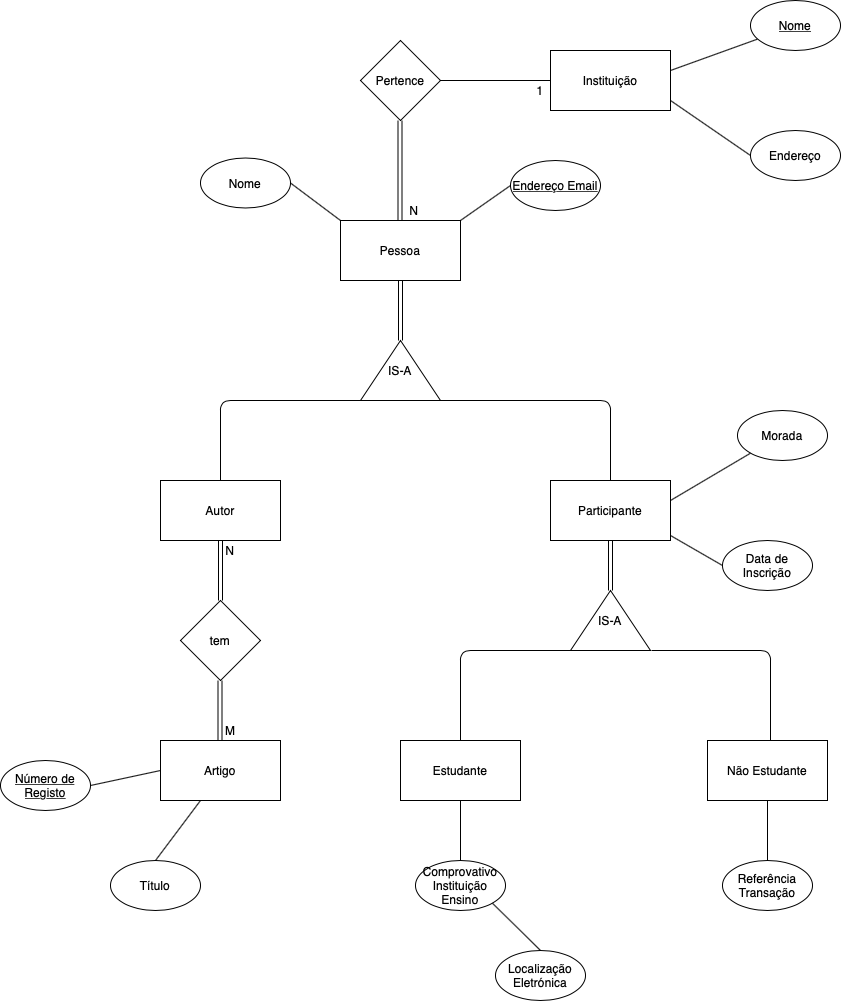 Nome
Pertence
Instituição
1
Endereço
Nome
Endereço Email
N
Pessoa
IS-A
Morada
Autor
Participante
N
Data de
Inscrição
IS-A
tem
M
Número de
Registo
Artigo
Estudante
Não Estudante
Título
Comprovativo
Instituição
Ensino
Referência
Transação
Localização
Eletrónica